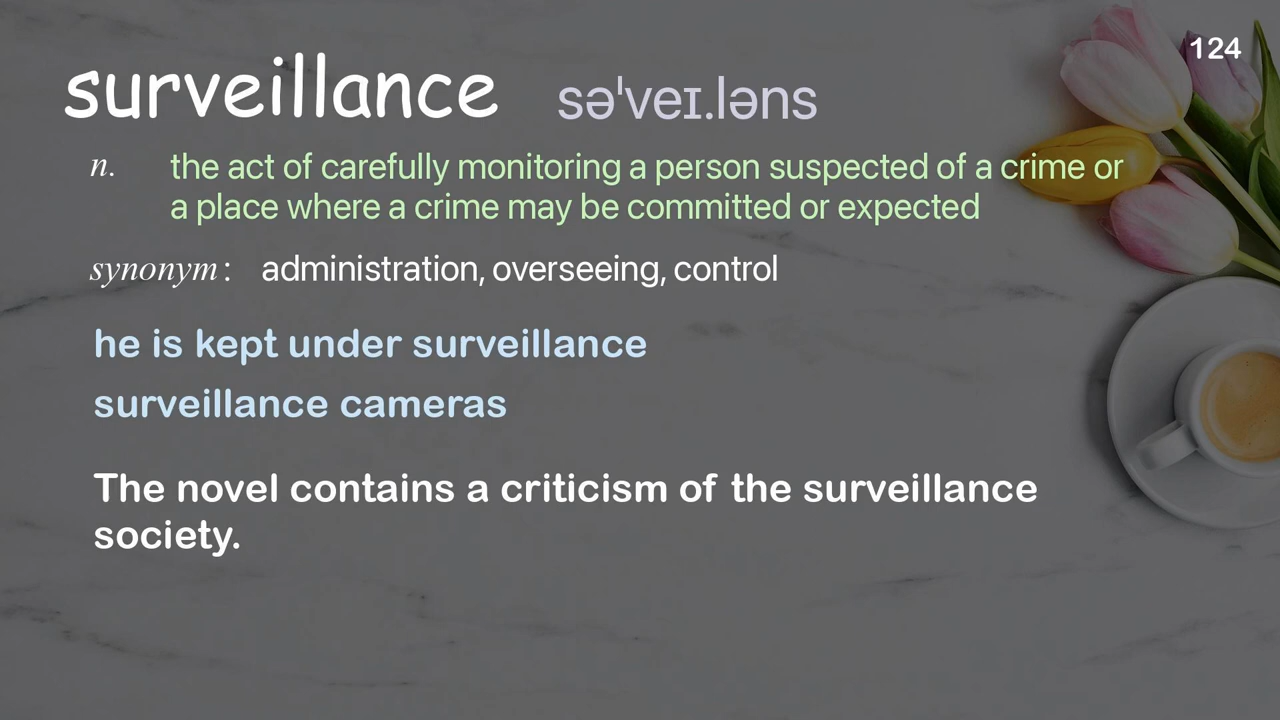 124
surveillance səˈveɪ.ləns
n. the act of carefully monitoring a person suspected of a crime or
a place where a crime may be committed or expected
synonym : administration, overseeing, control
he is kept under surveillance
surveillance cameras
The novel contains a criticism of the surveillance
society.